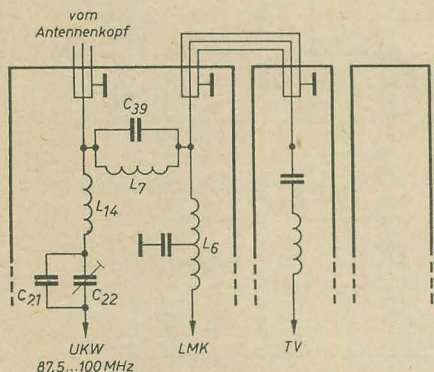 vom
Antennenkopf
C39
L7
L14
L6
C21
C22
UKW
87,5...100 MHz
LMK
TV